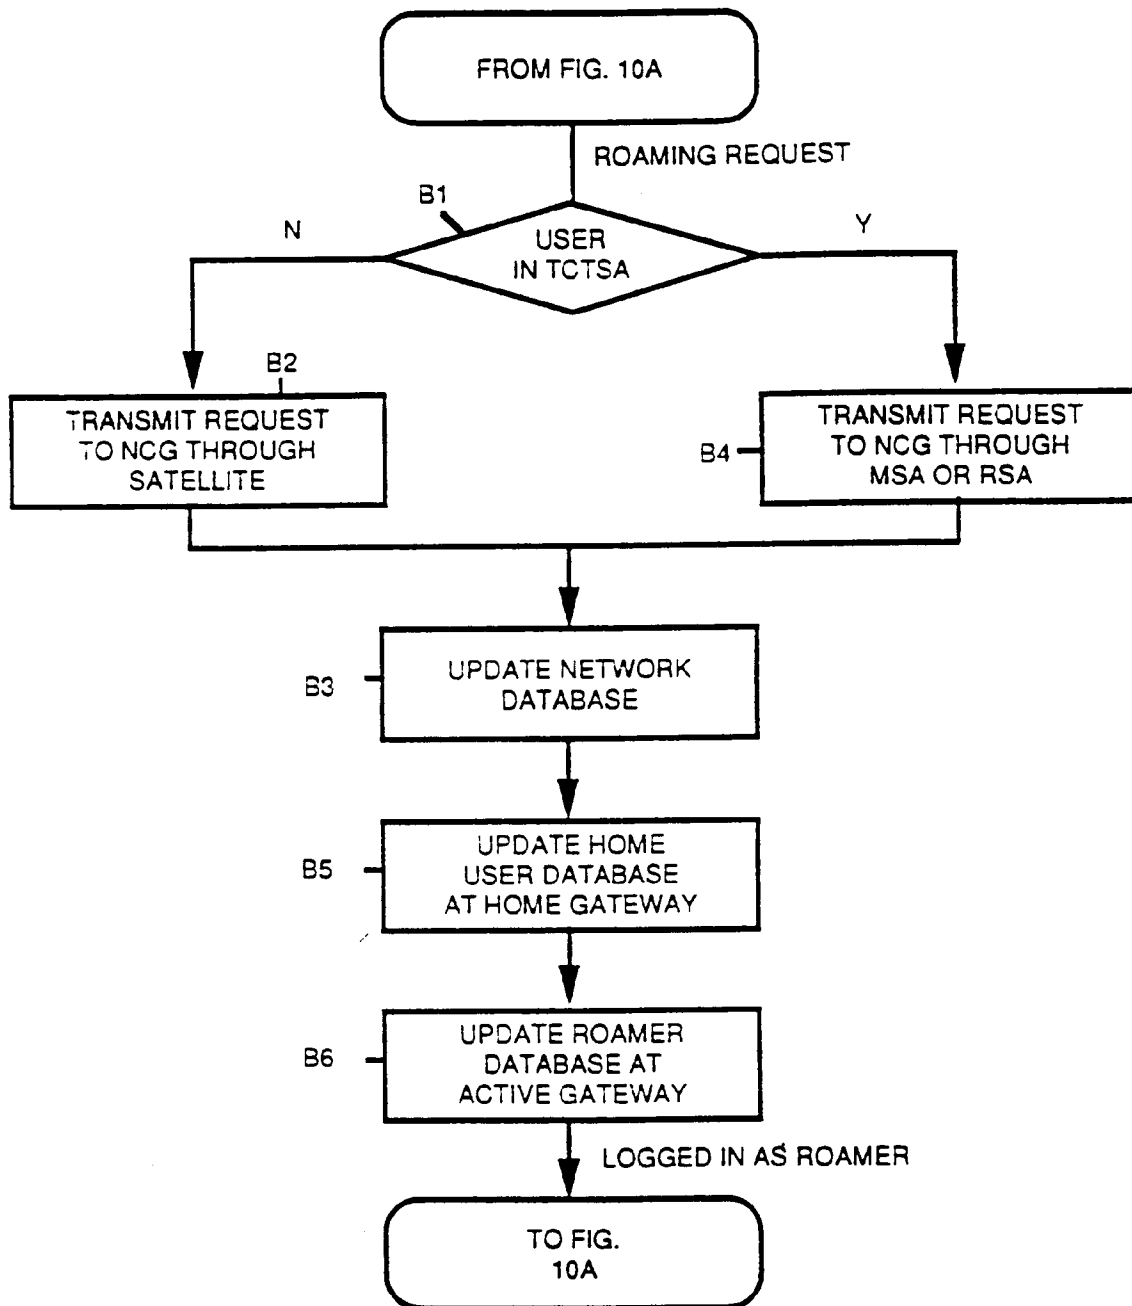 FROM FIG. 10A
ROAMING REQUEST
B1
N
Y
USER
IN TCTSA
B2
TRANSMIT REQUEST
TO NCG THROUGH
SATELLITE
B4
TRANSMIT REQUEST
TO NCG THROUGH
MSA OR RSA
B3
UPDATE NETWORK
DATABASE
B5
UPDATE HOME
USER DATABASE
AT HOME GATEWAY
B6
UPDATE ROAMER
DATABASE AT
ACTIVE GATEWAY
LOGGED IN AS ROAMER
TO FIG.
10A